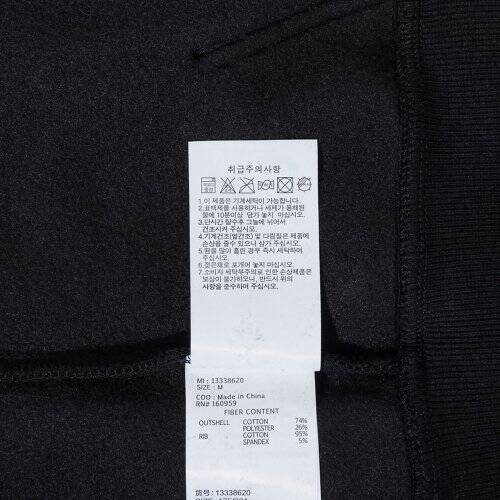 취급주의사항
1.이 제품은 기계세탁이 가능합니다.
2.표백제를 사용하거나 세제가 용해된
물에 10분이상 담가 놓지 마십시오.
3.단시간 탈수후 그늘에 뉘어서
건조시켜 주십시오.
4.기계건조(열건조) 및 다림질은 제품에
손상을 줄수 있으니 삼가 주십시오.
5.땀을 많이 흘린 경우 즉시 세탁하여
주십시오.
6.젖은채로 포개어 놓지 마십시오.
7.소비자 세탁부주의로 인한 손상제품은
보상이 불가하오니, 반드시 위의
사항을 준수하여 주십시오.
MI : 13338620
SIZE : M
COO : Made in China
RN# 160959
FIBER CONTENT
OUTSHELL COTTON 74%
POLYESTER 26%
RIB COTTON 95%
SPANDEX 5%
货号: 13338620